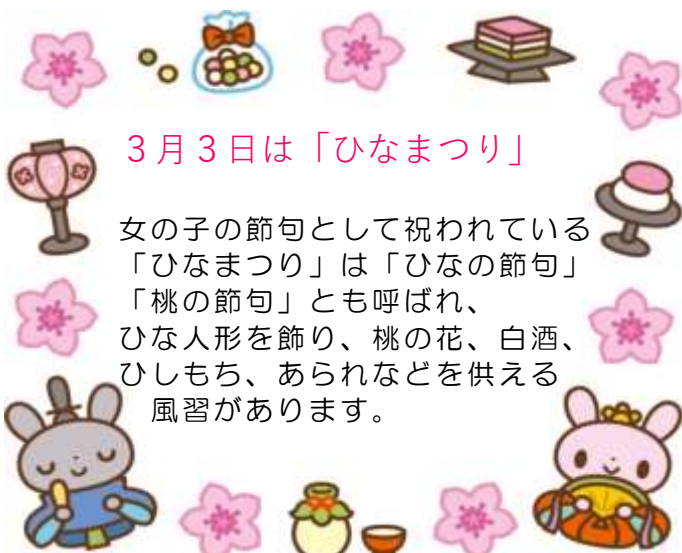 3月3日は「ひなまつり」
女の子の節句として祝われている
「ひなまつり」は「ひなの節句」
「桃の節句」とも呼ばれ、
ひな人形を飾り、桃の花、白酒、
ひしもち、あられなどを供える
風習があります。